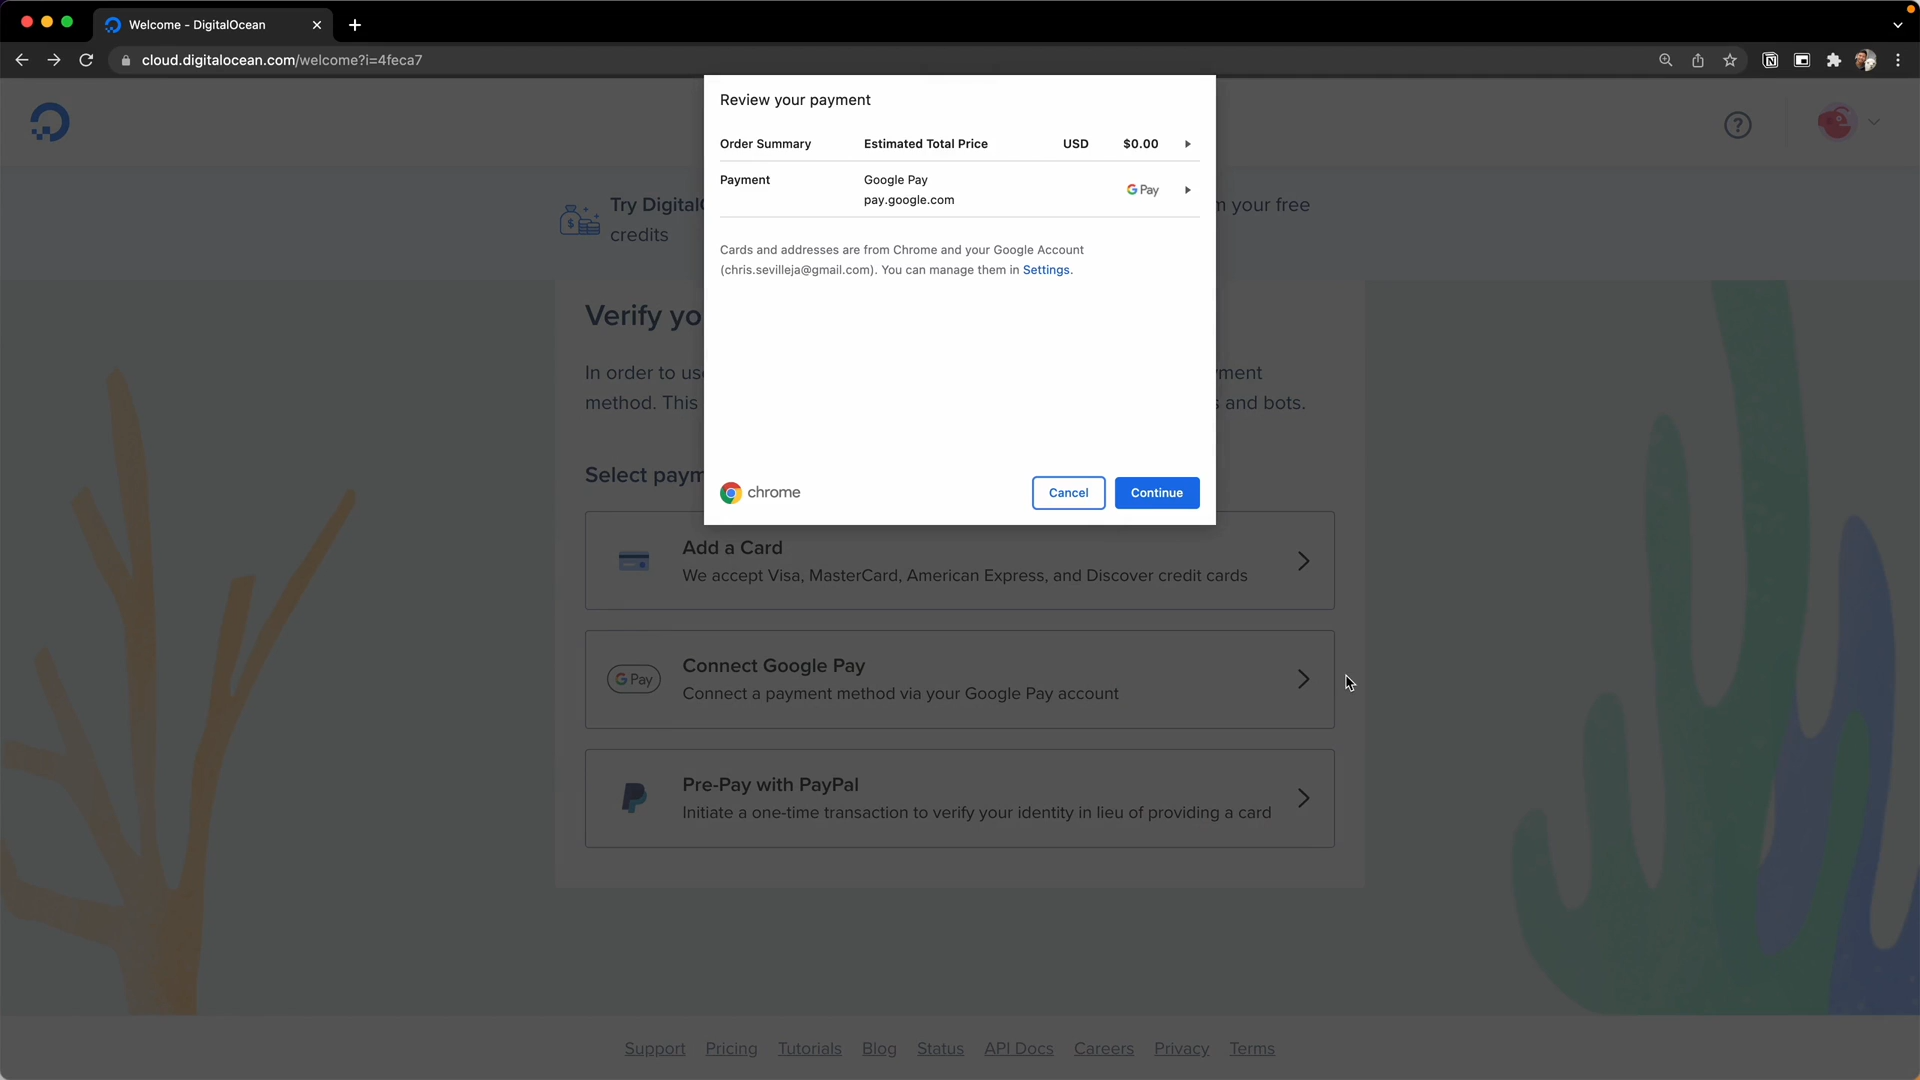 Welcome - DigitalOcean
cloud.digitalocean.com/welcome?i=4feca7
Review your payment
Order Summary Estimated Total Price USD $0.00
Payment Google Pay G Pay
pay.google.com
Try Digital your free
credits
Cards and addresses are from Chrome and your Google Account
(chris.sevilleja@gmail.com). You can manage them in Settings.
Verify
In order to
method. This and bots.
Select
chrome Cancel Continue
Add a Card
We accept Visa, MasterCard, American Express, and Discover credit cards
G Pay
Connect Google Pay
Connect a payment method via your Google Pay account
Pre-Pay with PayPal
Initiate a one-time transaction to verify your identity in lieu of providing a card
Support Pricing Tutorials Blog Status API Docs Careers Privacy Terms